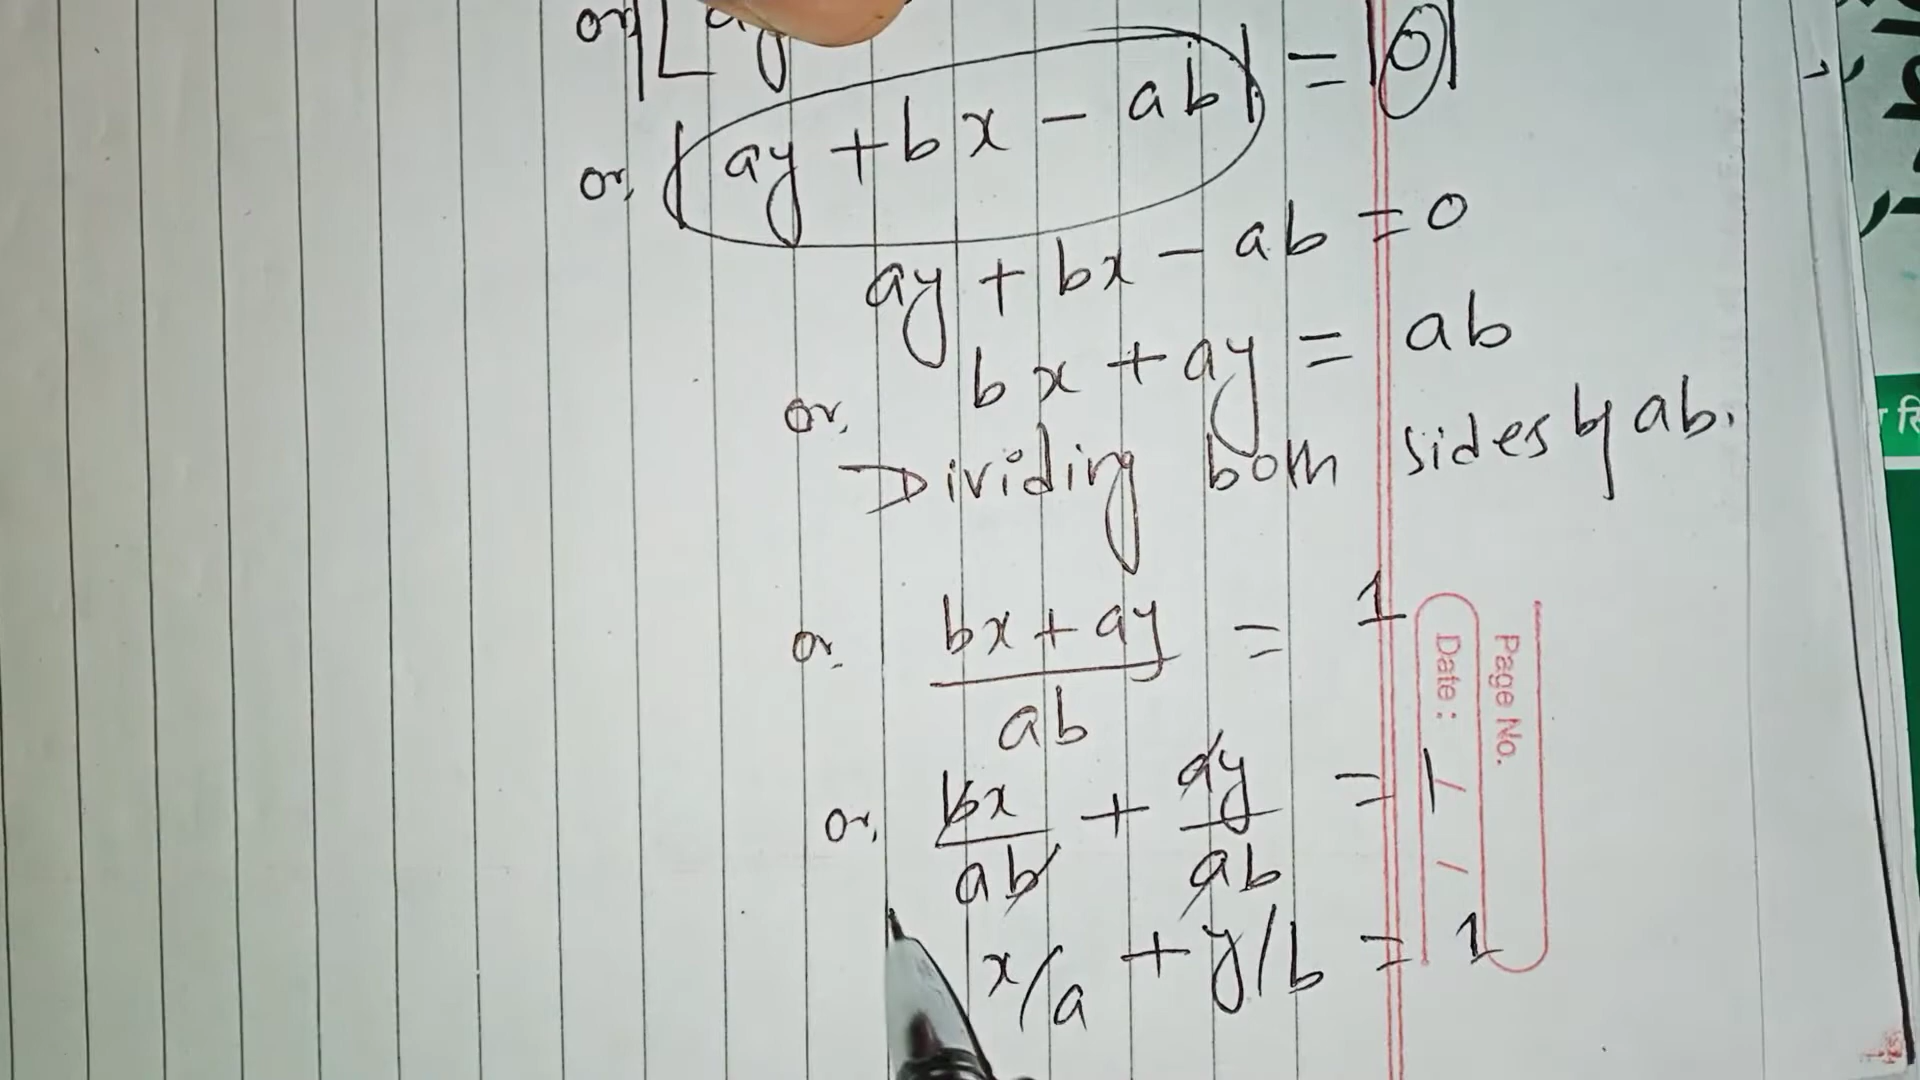 or,
or, |ay + bx - ab| = |0|
ay + bx - ab = 0
or, bx + ay = ab
Dividing both sides by ab.
or, (bx + ay)/ab = 1
or, bx/ab + ay/ab = 1
x/a + y/b = 1
Page No.
Date: / /